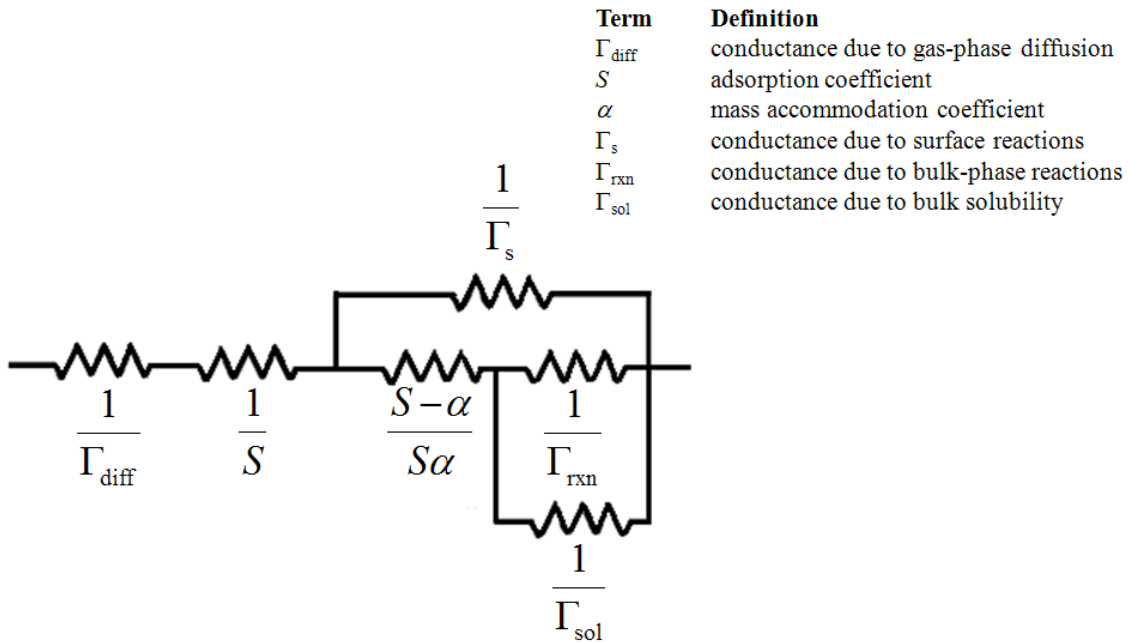 Term Definition
Γdiff conductance due to gas-phase diffusion
S adsorption coefficient
α mass accommodation coefficient
Γs conductance due to surface reactions
Γrxn conductance due to bulk-phase reactions
Γsol conductance due to bulk solubility
1
Γs
1
Γdiff
1
S
S−α
Sα
1
Γrxn
1
Γsol